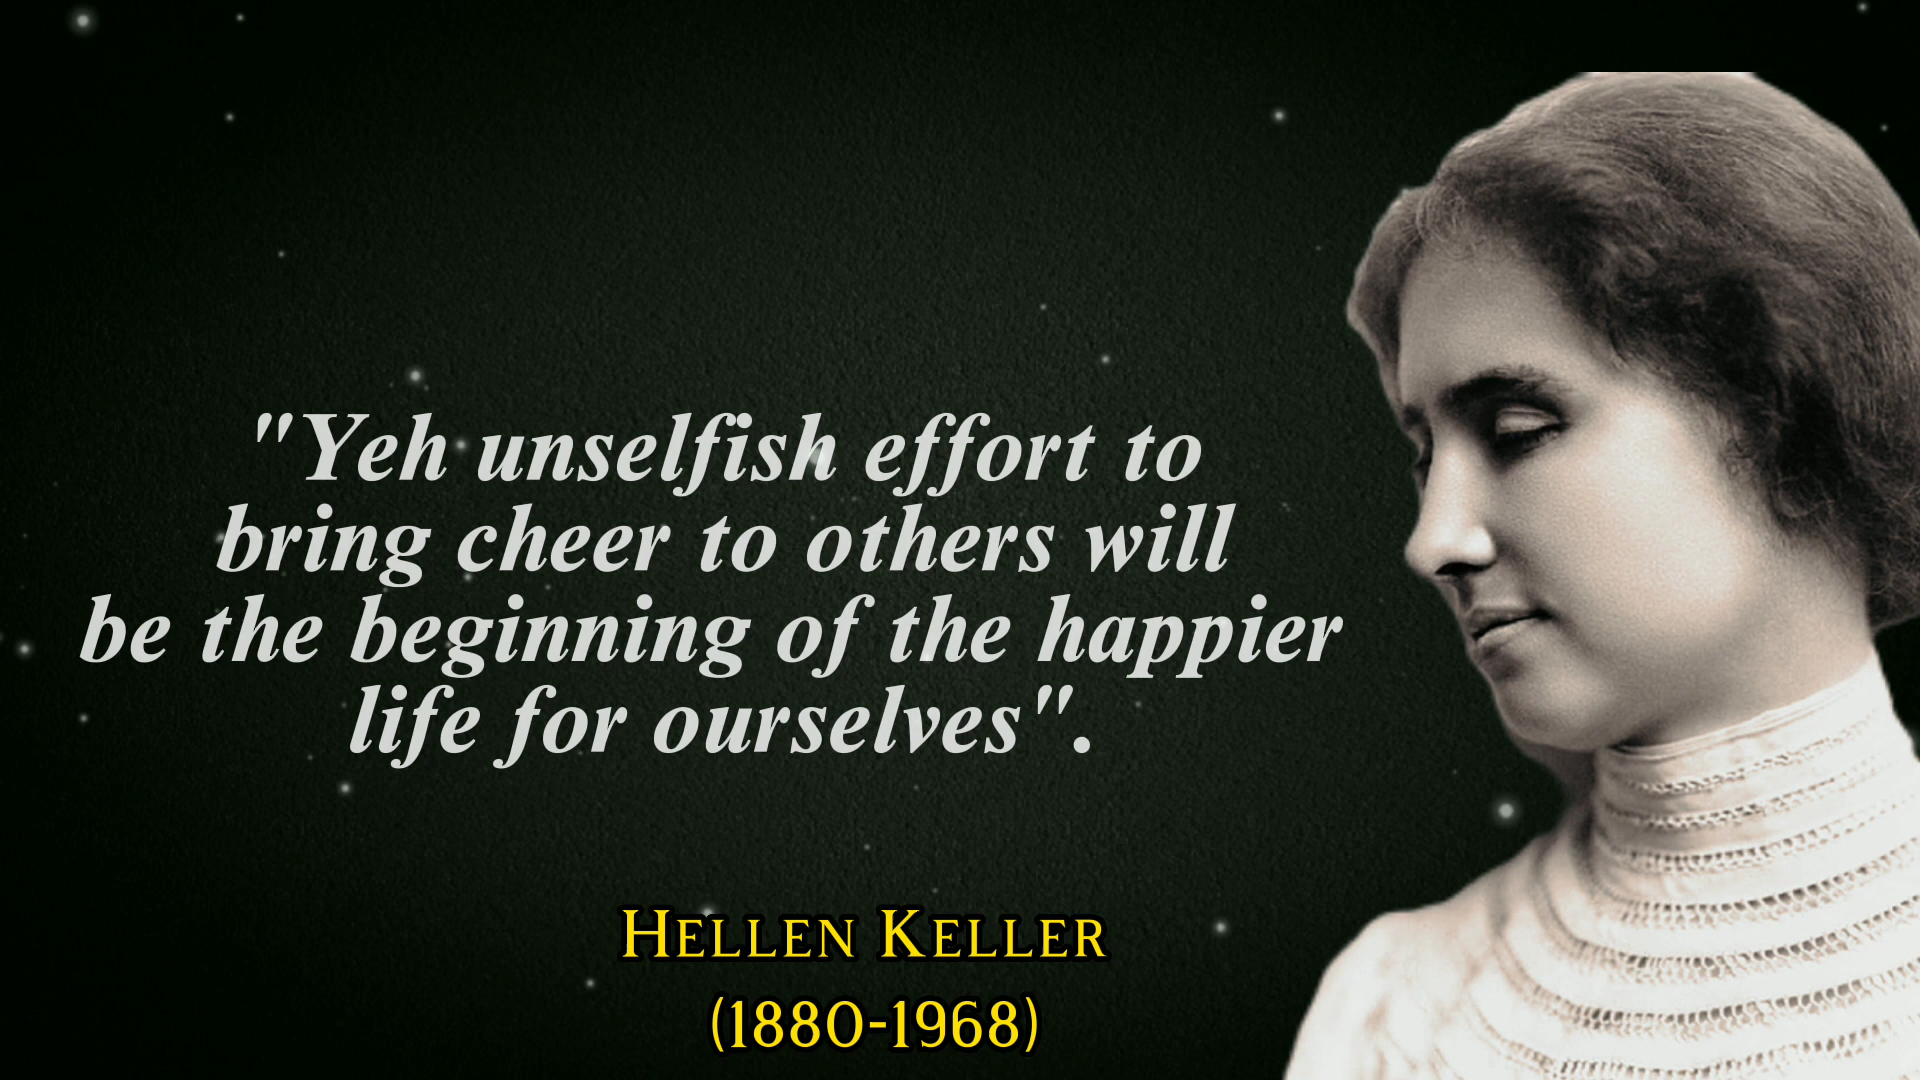 "Yeh unselfish effort to
bring cheer to others will
be the beginning of the happier
life for ourselves".
Hellen Keller
(1880-1968)